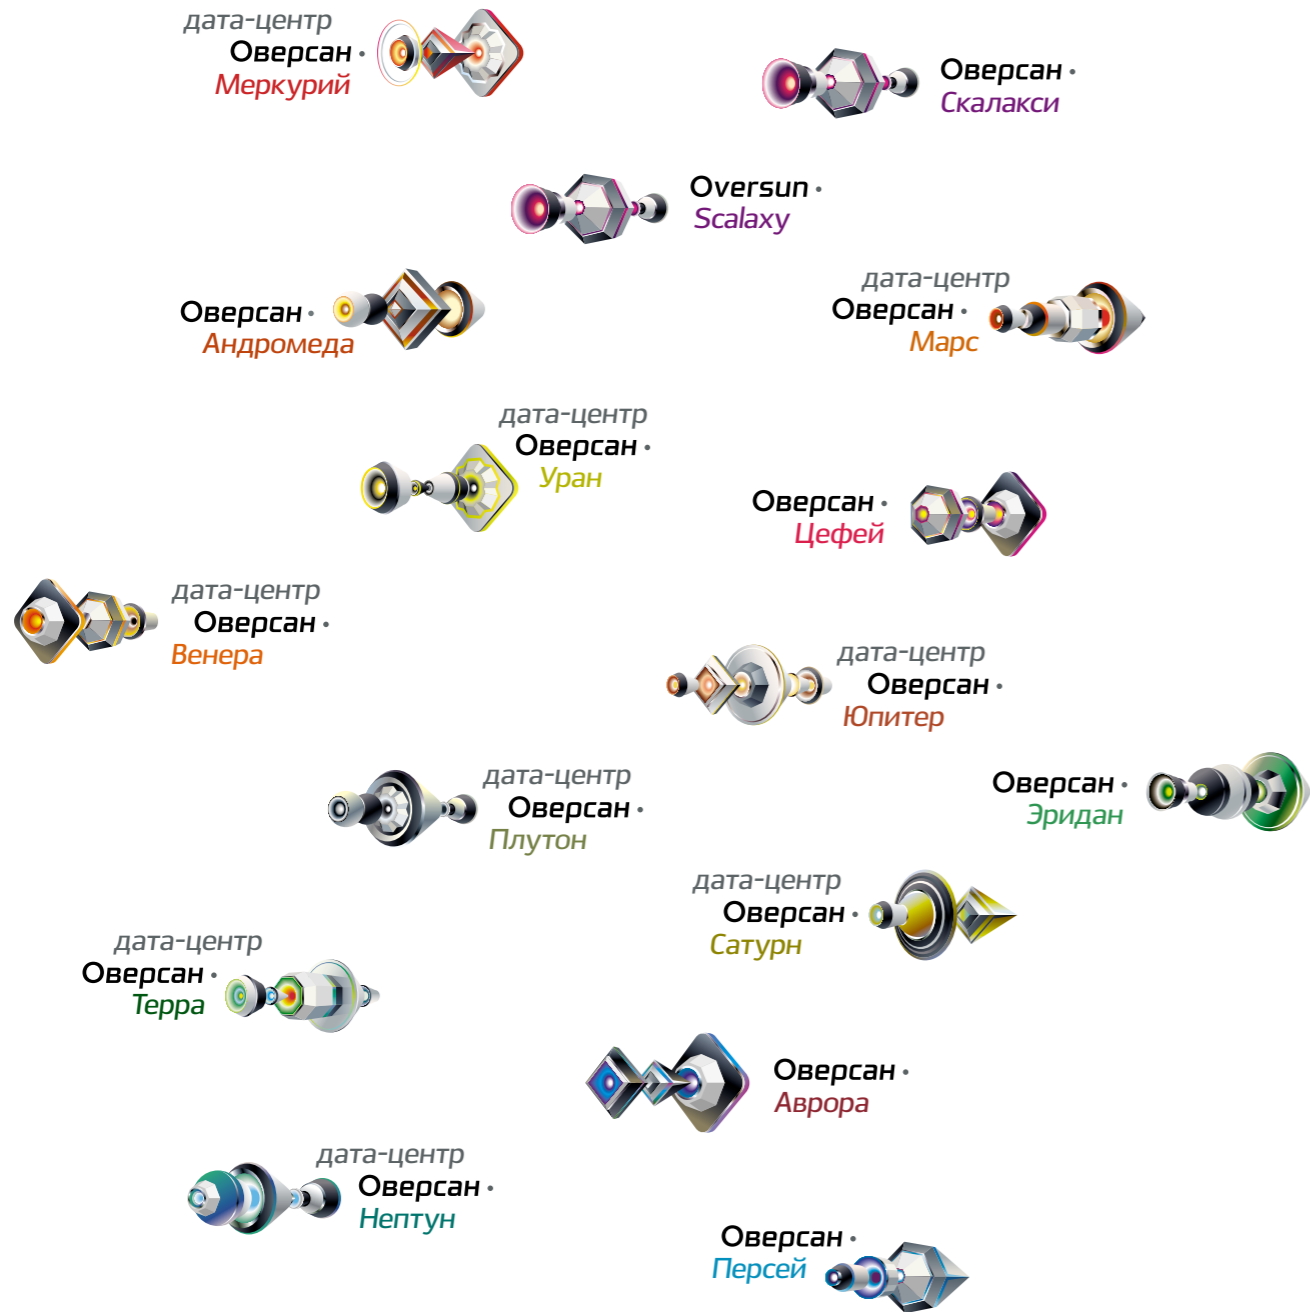 дата-центр
Оверсан·
Меркурий
Оверсан·
Скалакси
Oversun·
Scalaxy
Оверсан·
Андромеда
дата-центр
Оверсан·
Марс
дата-центр
Оверсан·
Уран
Оверсан·
Цефей
дата-центр
Оверсан·
Венера
дата-центр
Оверсан·
Юпитер
дата-центр
Оверсан·
Плутон
Оверсан·
Эридан
дата-центр
Оверсан·
Сатурн
дата-центр
Оверсан·
Терра
Оверсан·
Аврора
дата-центр
Оверсан·
Нептун
Оверсан·
Персей